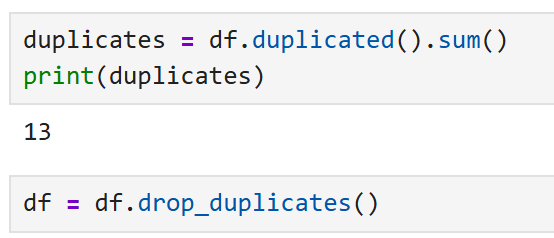 duplicates = df.duplicated().sum()
print(duplicates)
13
df = df.drop_duplicates()